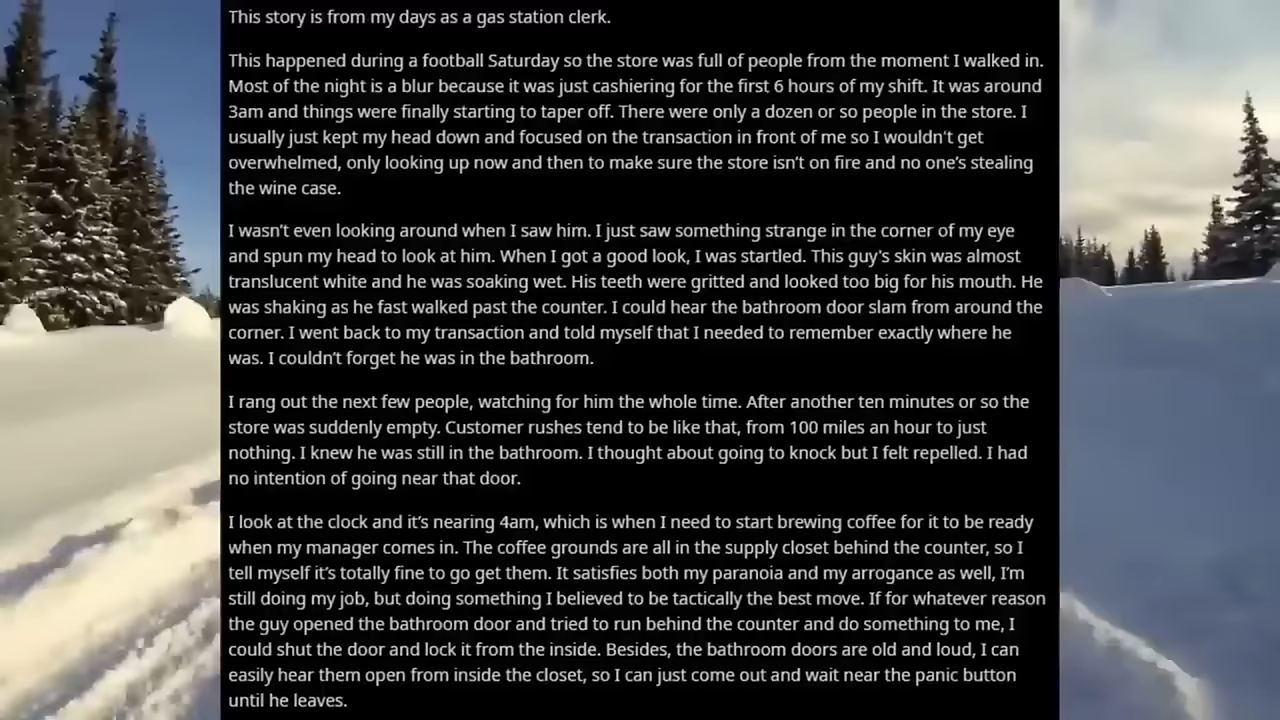 This story is from my days as a gas station clerk.
This happened during a football Saturday so the store was full of people from the moment I walked in.
Most of the night is a blur because it was just cashiering for the first 6 hours of my shift. It was around
3am and things were finally starting to taper off. There were only a dozen or so people in the store. I
usually just kept my head down and focused on the transaction in front of me so I wouldn't get
overwhelmed, only looking up now and then to make sure the store isn’t on fire and no one’s stealing
the wine case.
I wasn’t even looking around when I saw him. I just saw something strange in the corner of my eye
and spun my head to look at him. When I got a good look, I was startled. This guy’s skin was almost
translucent white and he was soaking wet. His teeth were gritted and looked too big for his mouth. He
was shaking as he fast walked past the counter. I could hear the bathroom door slam from around the
corner. I went back to my transaction and told myself that I needed to remember exactly where he
was. I couldn’t forget he was in the bathroom.
I rang out the next few people, watching for him the whole time. After another ten minutes or so the
store was suddenly empty. Customer rushes tend to be like that, from 100 miles an hour to just
nothing. I knew he was still in the bathroom. I thought about going to knock but I felt repelled. I had
no intention of going near that door.
I look at the clock and it’s nearing 4am, which is when I need to start brewing coffee for it to be ready
when my manager comes in. The coffee grounds are all in the supply closet behind the counter, so I
tell myself it’s totally fine to go get them. It satisfies both my paranoia and my arrogance as well, I’m
still doing my job, but doing something I believed to be tactically the best move. If for whatever reason
the guy opened the bathroom door and tried to run behind the counter and do something to me, I
could shut the door and lock it from the inside. Besides, the bathroom doors are old and loud, I can
easily hear them open from inside the closet, so I can just come out and wait near the panic button
until he leaves.